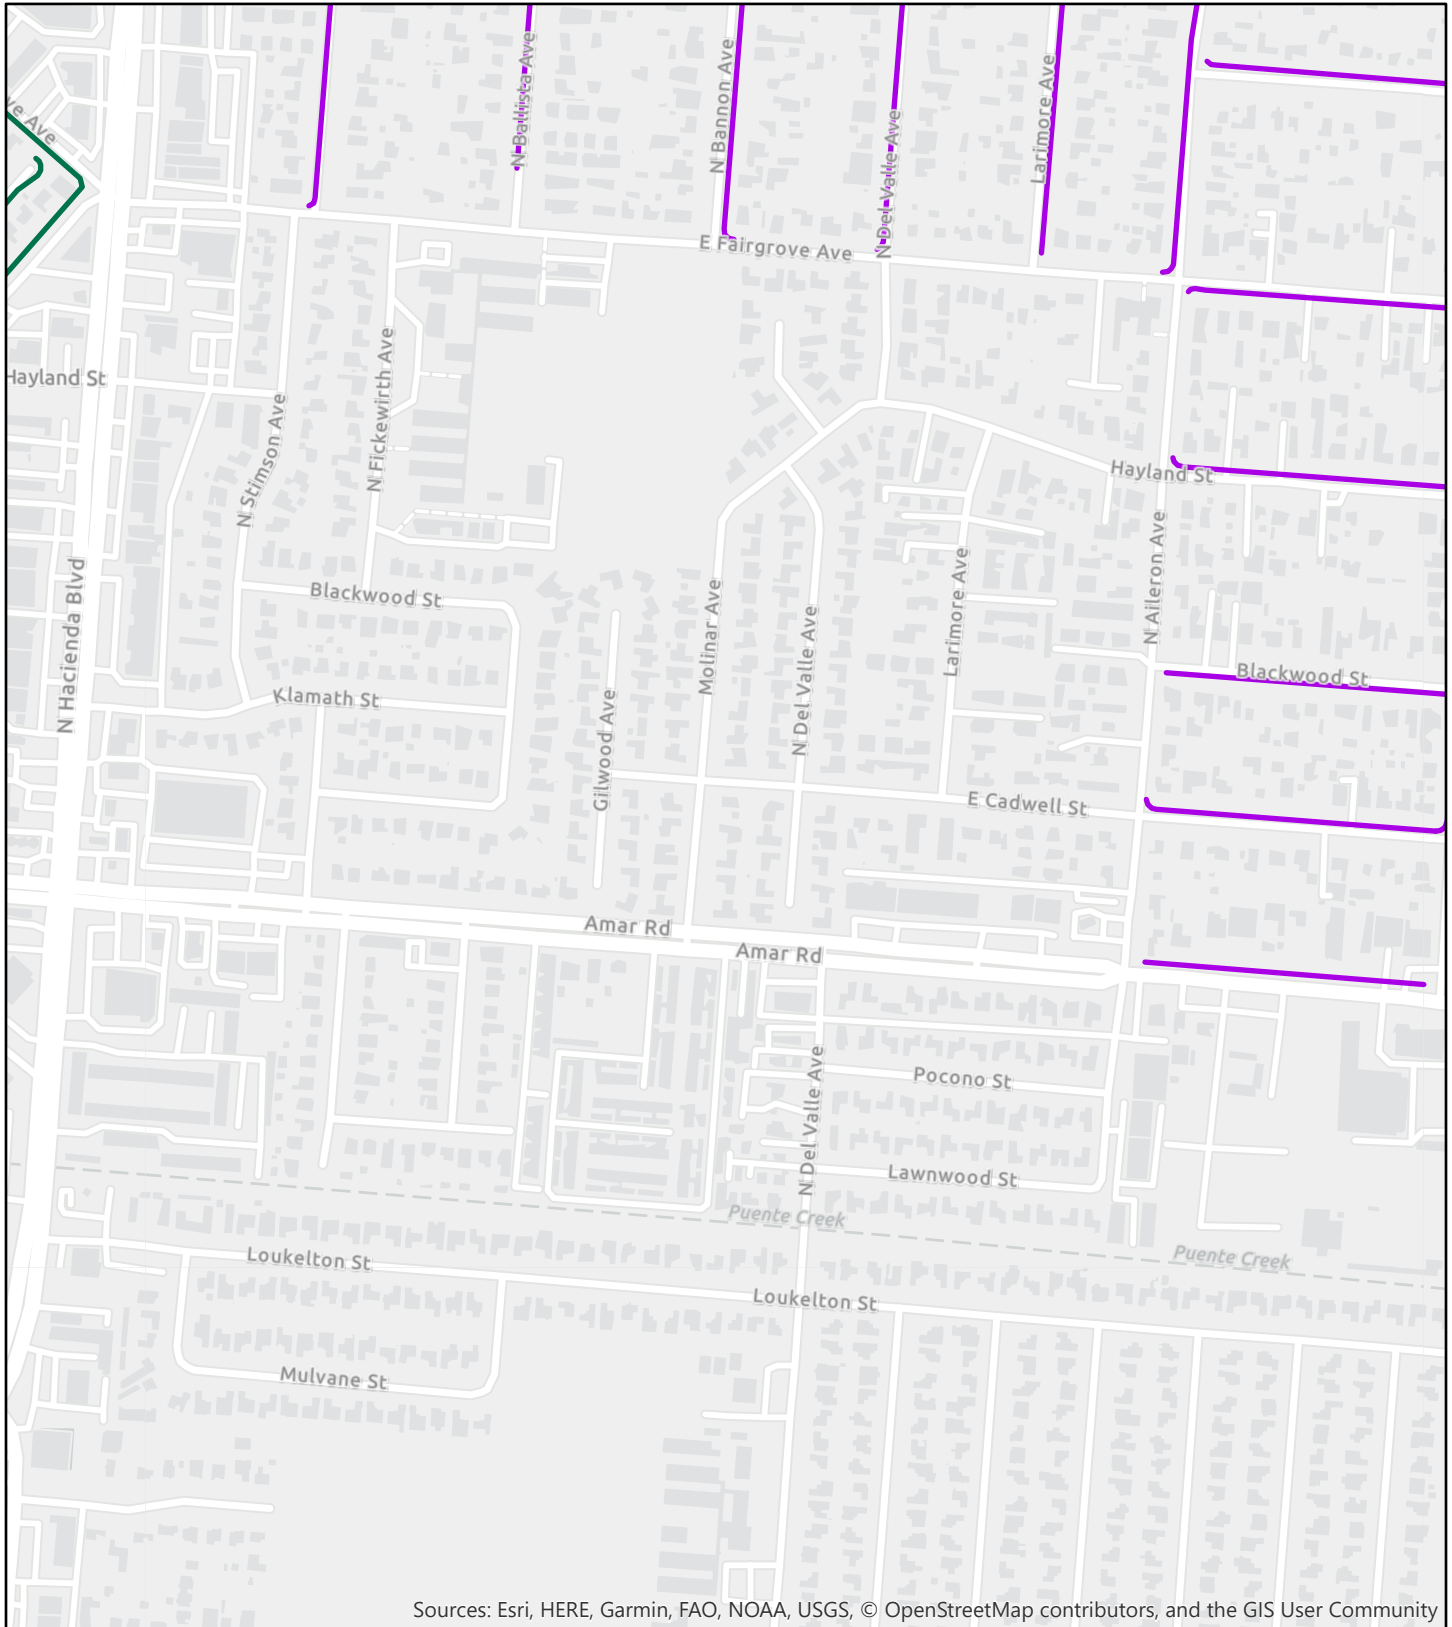 ve Ave
N Ballista Ave
N Bannon Ave
N Del Valle Ave
Larimore Ave
E Fairgrove Ave
Hayland St
N Stimson Ave
N Fickewirth Ave
Hayland St
N Aileron Ave
N Hacienda Blvd
Blackwood St
Klamath St
Gilwood Ave
Molinar Ave
N Del Valle Ave
Larimore Ave
Blackwood St
E Cadwell St
Amar Rd
Amar Rd
N Del Valle Ave
Pocono St
Lawnwood St
Puente Creek
Puente Creek
Loukelton St
Loukelton St
Mulvane St
Sources: Esri, HERE, Garmin, FAO, NOAA, USGS, © OpenStreetMap contributors, and the GIS User Community